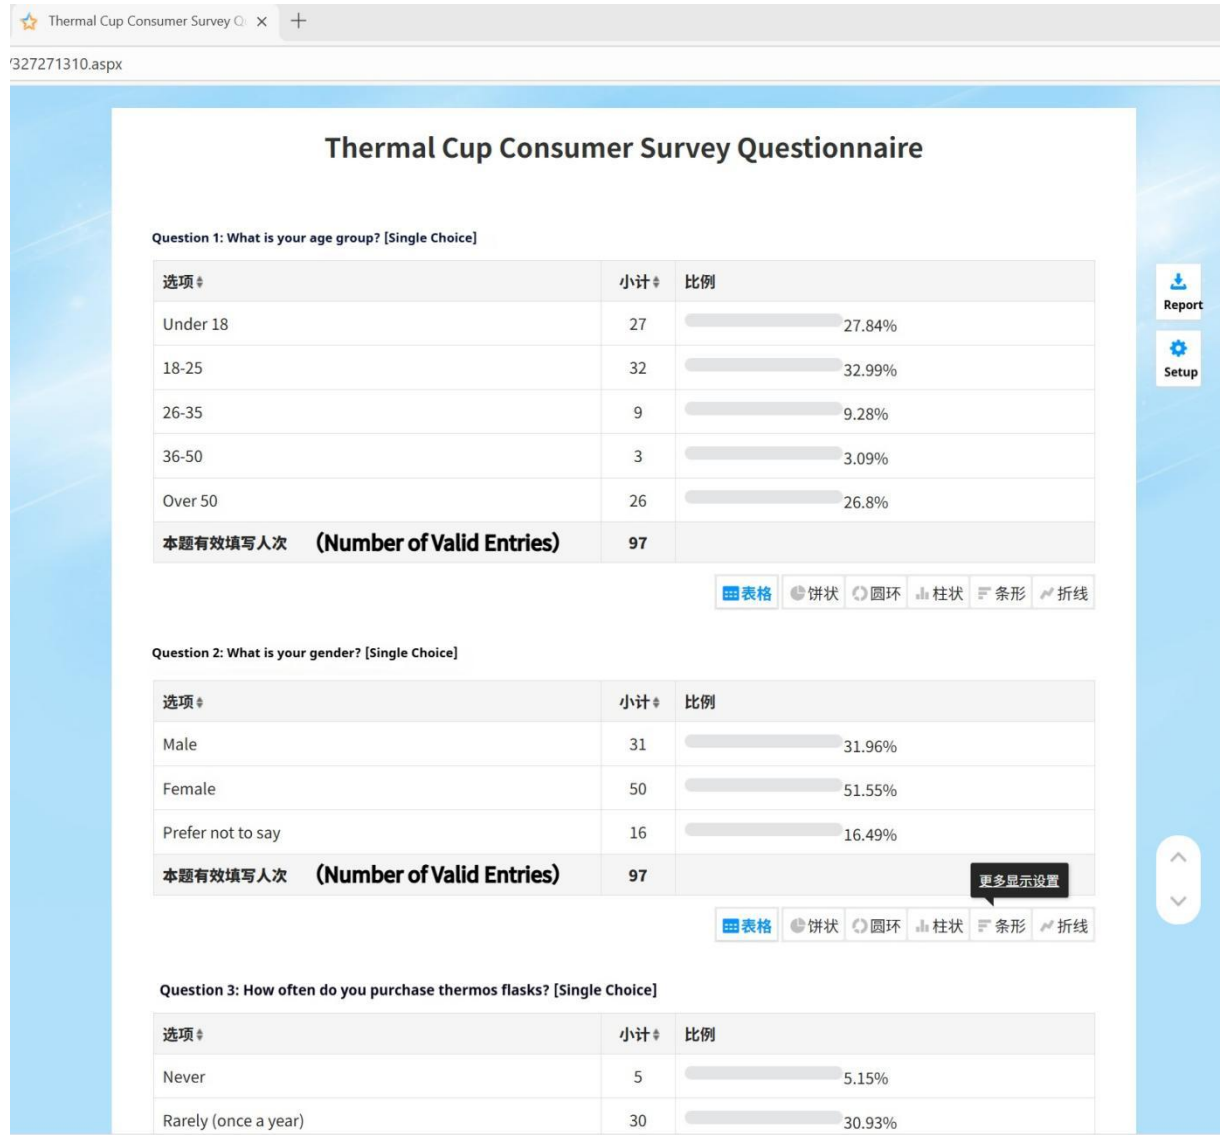 Thermal Cup Consumer Survey Q
/327271310.aspx
Thermal Cup Consumer Survey Questionnaire
Question 1: What is your age group? [Single Choice]
选项 小计 比例
Under 18 27 27.84%
18-25 32 32.99%
26-35 9 9.28%
36-50 3 3.09%
Over 50 26 26.8%
本题有效填写人次 （Number of Valid Entries） 97
表格 饼状 圆环 柱状 条形 折线
Report
Setup
Question 2: What is your gender? [Single Choice]
选项 小计 比例
Male 31 31.96%
Female 50 51.55%
Prefer not to say 16 16.49%
本题有效填写人次 （Number of Valid Entries） 97
更多显示设置
表格 饼状 圆环 柱状 条形 折线
Question 3: How often do you purchase thermos flasks? [Single Choice]
选项 小计 比例
Never 5 5.15%
Rarely (once a year) 30 30.93%